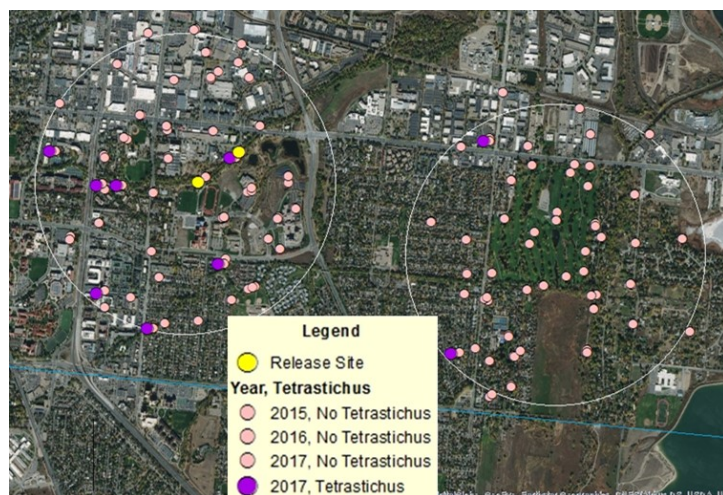 Legend
Release Site
Year, Tetrastichus
2015, No Tetrastichus
2016, No Tetrastichus
2017, No Tetrastichus
2017, Tetrastichus